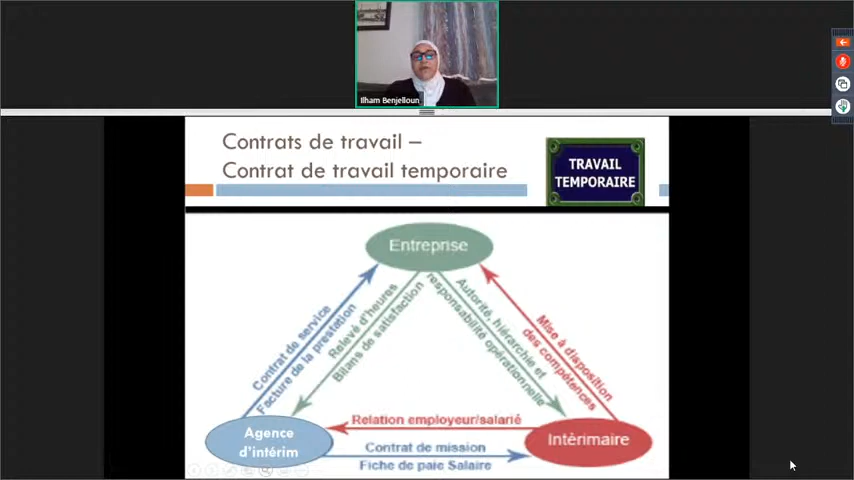 Ilham Benjelloun
Contrats de travail –
Contrat de travail temporaire
TRAVAIL
TEMPORAIRE
Entreprise
Contrat de service
Facture de la prestation
Relevé d'heures
Bilans de satisfaction
Autorité, hiérarchie et
responsabilité opérationnelle
Mise à disposition
des compétences
Relation employeur/salarié
Agence
d'intérim
Intérimaire
Contrat de mission
Fiche de paie Salaire